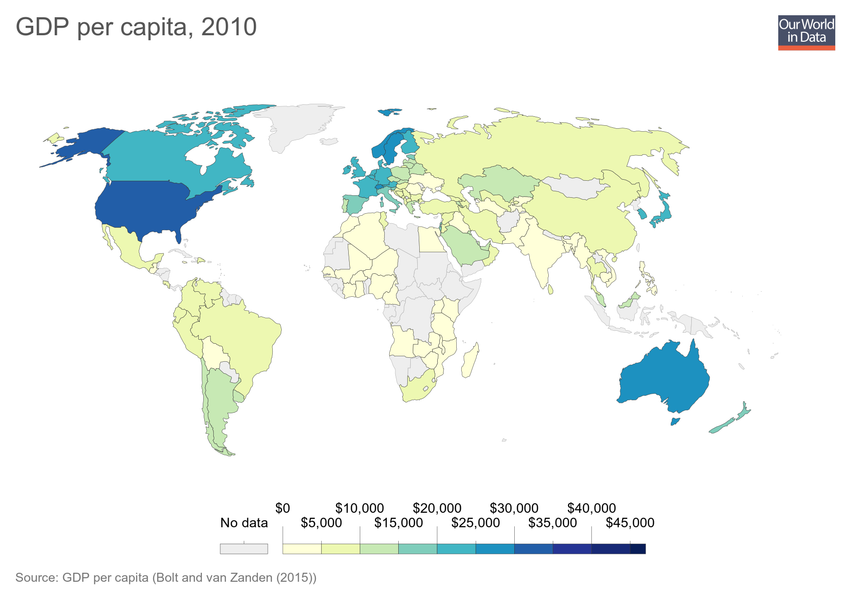 GDP per capita, 2010
Our World
in Data
$0 $10,000 $20,000 $30,000 $40,000
No data $5,000 $15,000 $25,000 $35,000 $45,000
Source: GDP per capita (Bolt and van Zanden (2015))